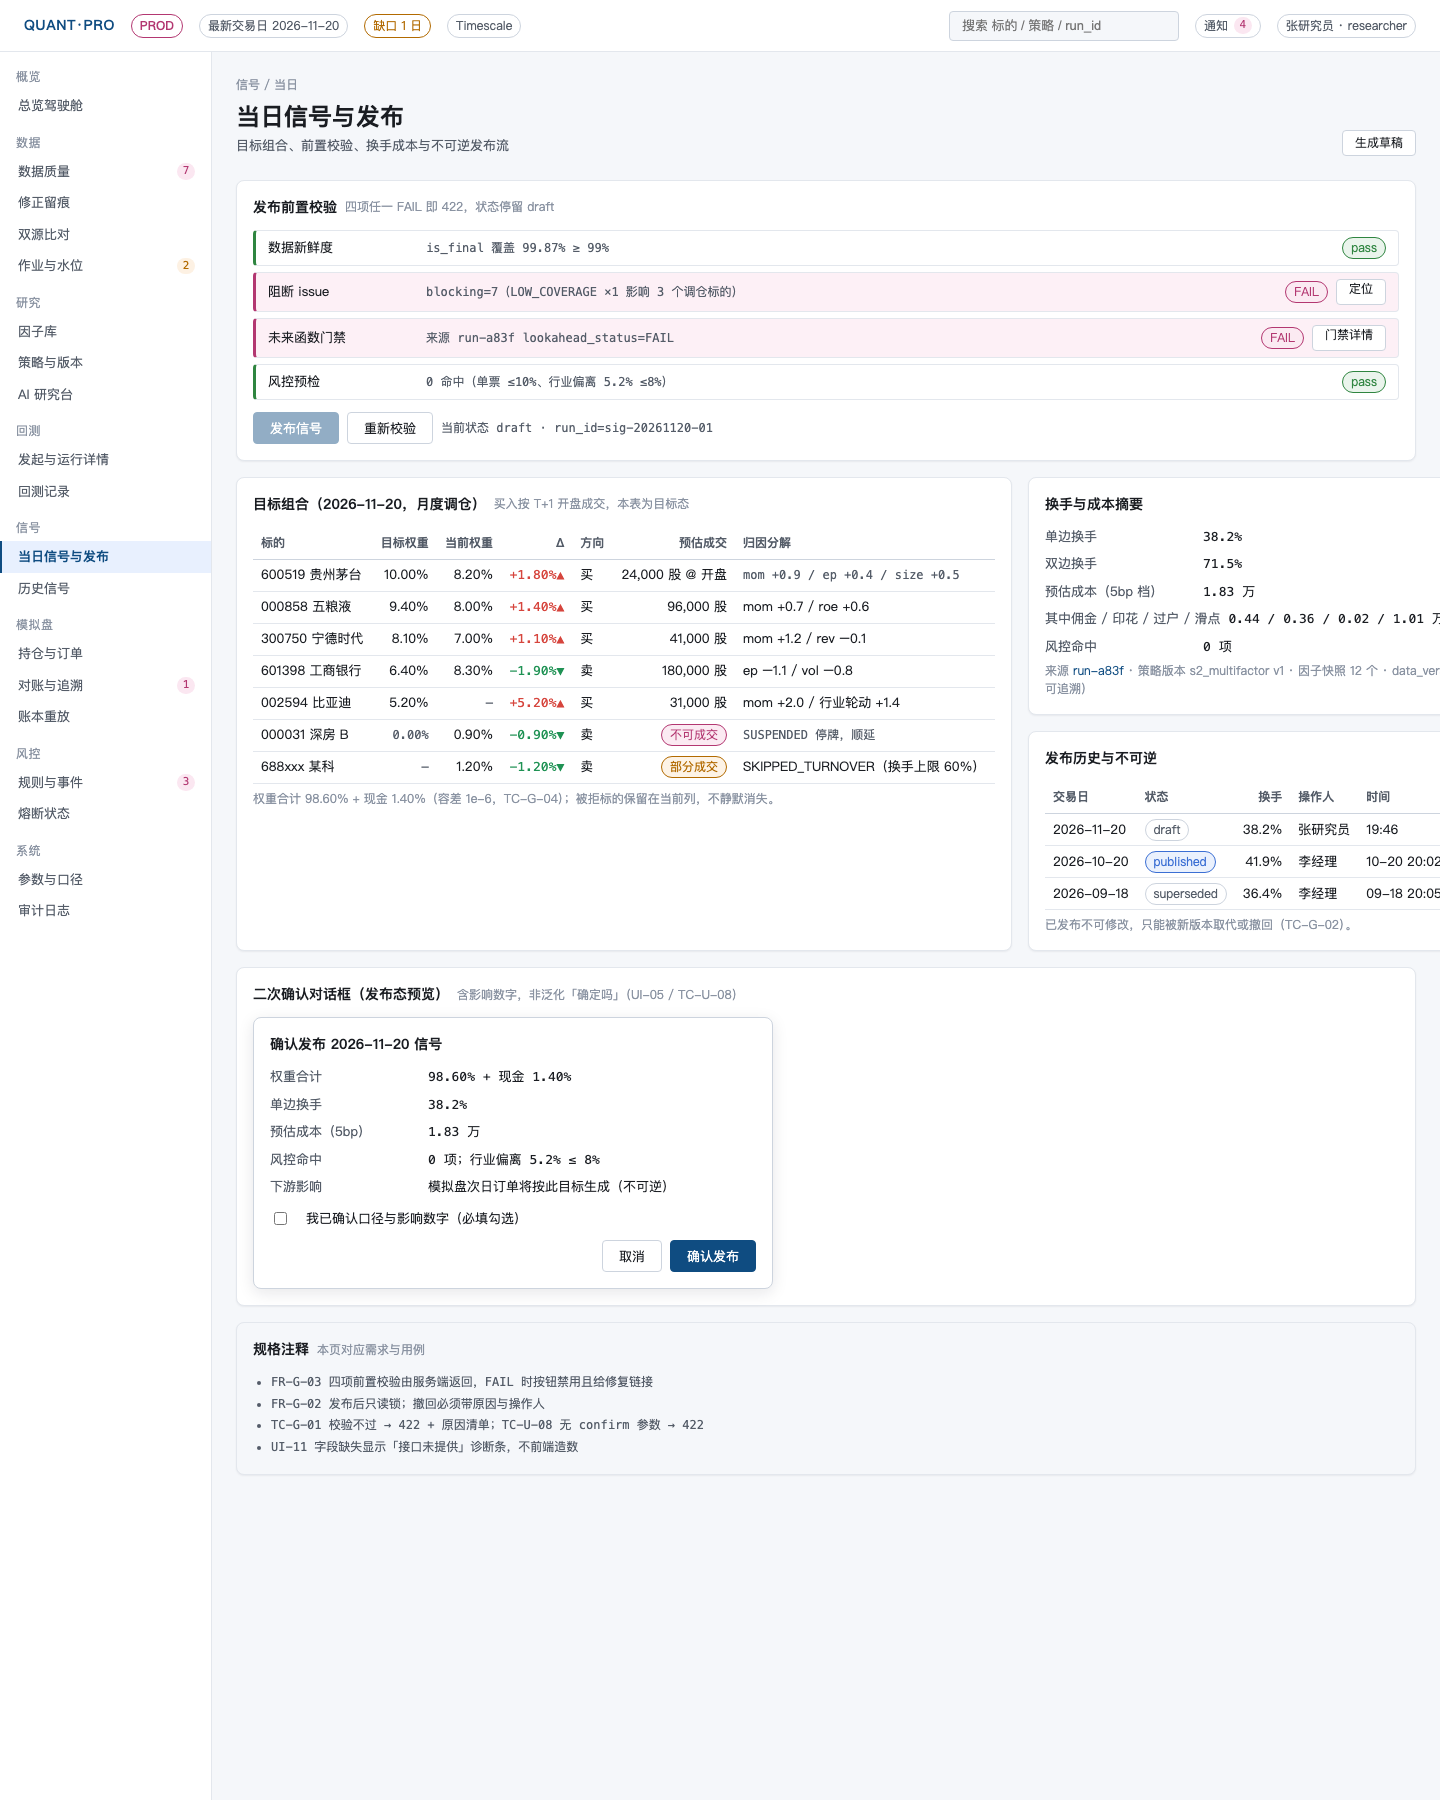 QUANT·PRO PROD 最新交易日 2026-11-20 缺口 1 日 Timescale 搜索 标的 / 策略 / run_id 通知 4 张研究员 · researcher
概览
总览驾驶舱
数据
数据质量 7
修正留痕
双源比对
作业与水位 2
研究
因子库
策略与版本
AI 研究台
回测
发起与运行详情
回测记录
信号
当日信号与发布
历史信号
模拟盘
持仓与订单
对账与追溯 1
账本重放
风控
规则与事件 3
熔断状态
系统
参数与口径
审计日志
信号 / 当日
当日信号与发布
目标组合、前置校验、换手成本与不可逆发布流
生成草稿
发布前置校验 四项任一 FAIL 即 422，状态停留 draft
数据新鲜度 is_final 覆盖 99.87% ≥ 99% pass
阻断 issue blocking=7（LOW_COVERAGE ×1 影响 3 个调仓标的） FAIL 定位
未来函数门禁 来源 run-a83f lookahead_status=FAIL FAIL 门禁详情
风控预检 0 命中（单票 ≤10%、行业偏离 5.2% ≤8%） pass
发布信号 重新校验 当前状态 draft · run_id=sig-20261120-01
目标组合（2026-11-20，月度调仓） 买入按 T+1 开盘成交，本表为目标态
标的 目标权重 当前权重 Δ 方向 预估成交 归因分解
600519 贵州茅台 10.00% 8.20% +1.80%▲ 买 24,000 股 @ 开盘 mom +0.9 / ep +0.4 / size +0.5
000858 五粮液 9.40% 8.00% +1.40%▲ 买 96,000 股 mom +0.7 / roe +0.6
300750 宁德时代 8.10% 7.00% +1.10%▲ 买 41,000 股 mom +1.2 / rev −0.1
601398 工商银行 6.40% 8.30% −1.90%▼ 卖 180,000 股 ep −1.1 / vol −0.8
002594 比亚迪 5.20% — +5.20%▲ 买 31,000 股 mom +2.0 / 行业轮动 +1.4
000031 深房 B 0.00% 0.90% −0.90%▼ 卖 不可成交 SUSPENDED 停牌，顺延
688xxx 某科 — 1.20% −1.20%▼ 卖 部分成交 SKIPPED_TURNOVER（换手上限 60%）
权重合计 98.60% + 现金 1.40%（容差 1e-6，TC-G-04）；被拒标的保留在当前列，不静默消失。
换手与成本摘要
单边换手 38.2%
双边换手 71.5%
预估成本（5bp 档） 1.83 万
其中佣金 / 印花 / 过户 / 滑点 0.44 / 0.36 / 0.02 / 1.01 万
风控命中 0 项
来源 run-a83f · 策略版本 s2_multifactor v1 · 因子快照 12 个 · data_ver
可追溯）
发布历史与不可逆
交易日 状态 换手 操作人 时间
2026-11-20 draft 38.2% 张研究员 19:46
2026-10-20 published 41.9% 李经理 10-20 20:02
2026-09-18 superseded 36.4% 李经理 09-18 20:05
已发布不可修改，只能被新版本取代或撤回（TC-G-02）。
二次确认对话框（发布态预览） 含影响数字，非泛化「确定吗」（UI-05 / TC-U-08）
确认发布 2026-11-20 信号
权重合计 98.60% + 现金 1.40%
单边换手 38.2%
预估成本（5bp） 1.83 万
风控命中 0 项；行业偏离 5.2% ≤ 8%
下游影响 模拟盘次日订单将按此目标生成（不可逆）
我已确认口径与影响数字（必填勾选）
取消 确认发布
规格注释 本页对应需求与用例
• FR-G-03 四项前置校验由服务端返回，FAIL 时按钮禁用且给修复链接
• FR-G-02 发布后只读锁；撤回必须带原因与操作人
• TC-G-01 校验不过 → 422 + 原因清单；TC-U-08 无 confirm 参数 → 422
• UI-11 字段缺失显示「接口未提供」诊断条，不前端造数